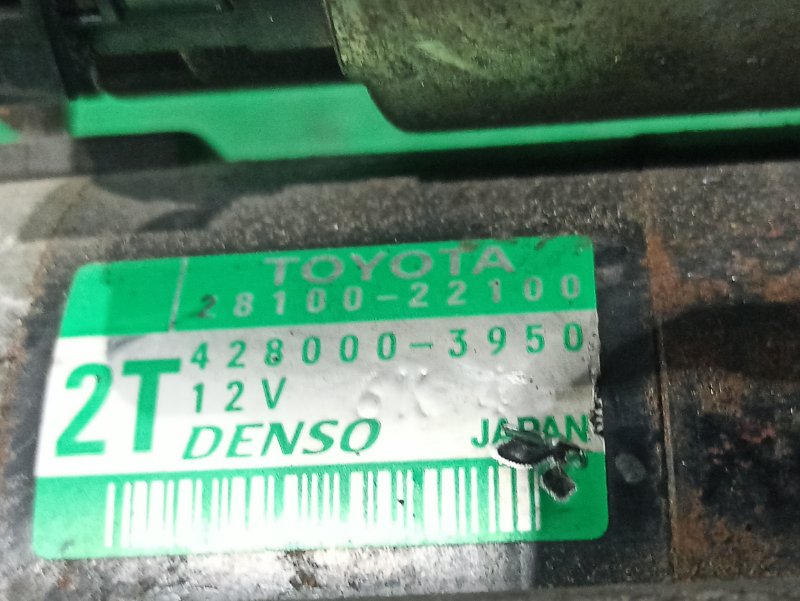 TOYOTA
28100-22100
2T
428000-3950
12V
DENSO
JAPAN